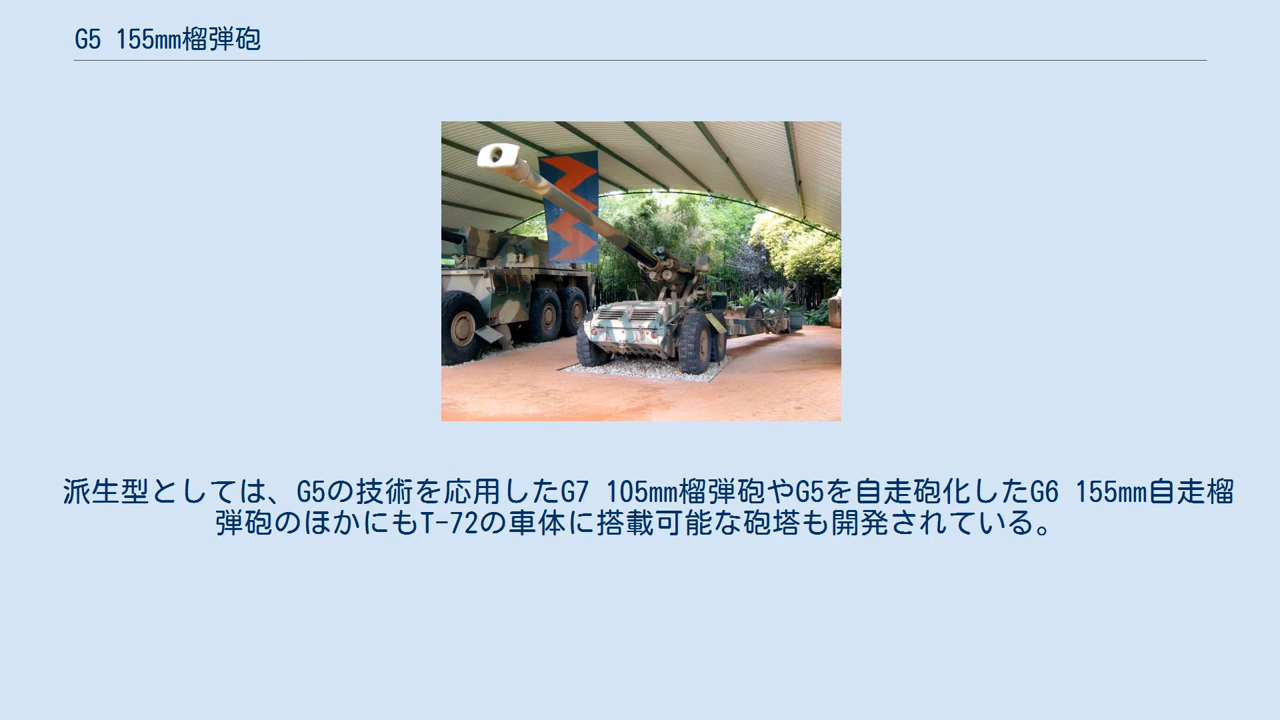 G5 155mm榴弾砲
派生型としては、G5の技術を応用したG7 105mm榴弾砲やG5を自走砲化したG6 155mm自走榴
弾砲のほかにもT-72の車体に搭載可能な砲塔も開発されている。